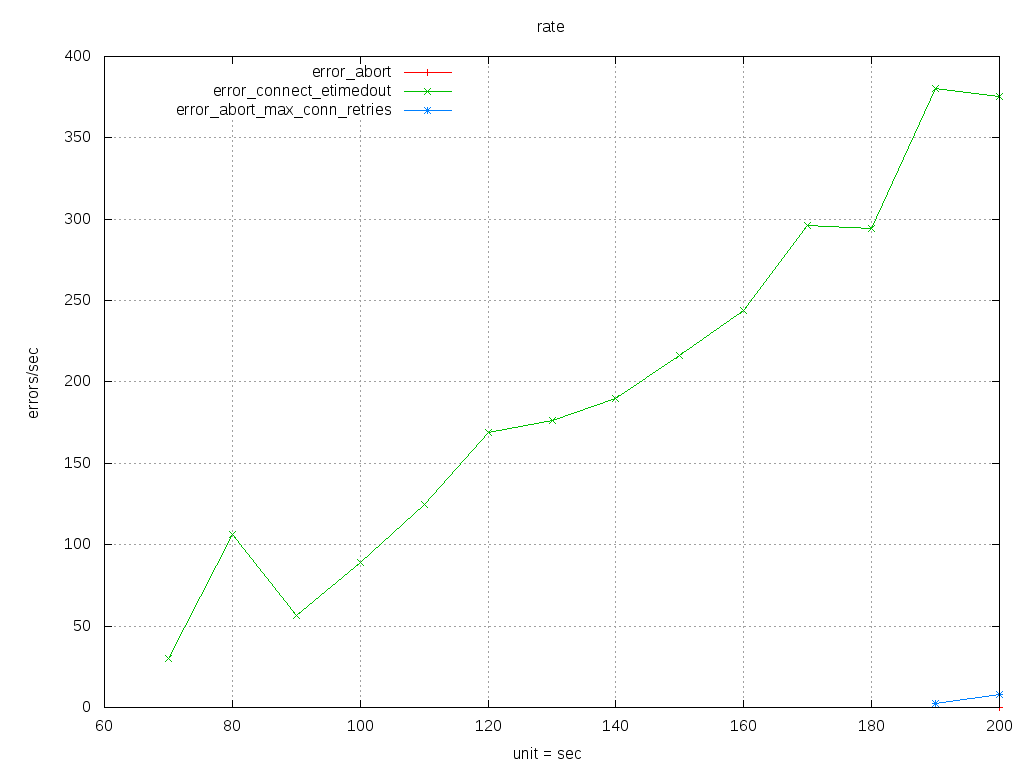 rate
error_abort
error_connect_etimedout
error_abort_max_conn_retries
400
350
300
250
200
150
100
50
0
errors/sec
60 80 100 120 140 160 180 200
unit = sec